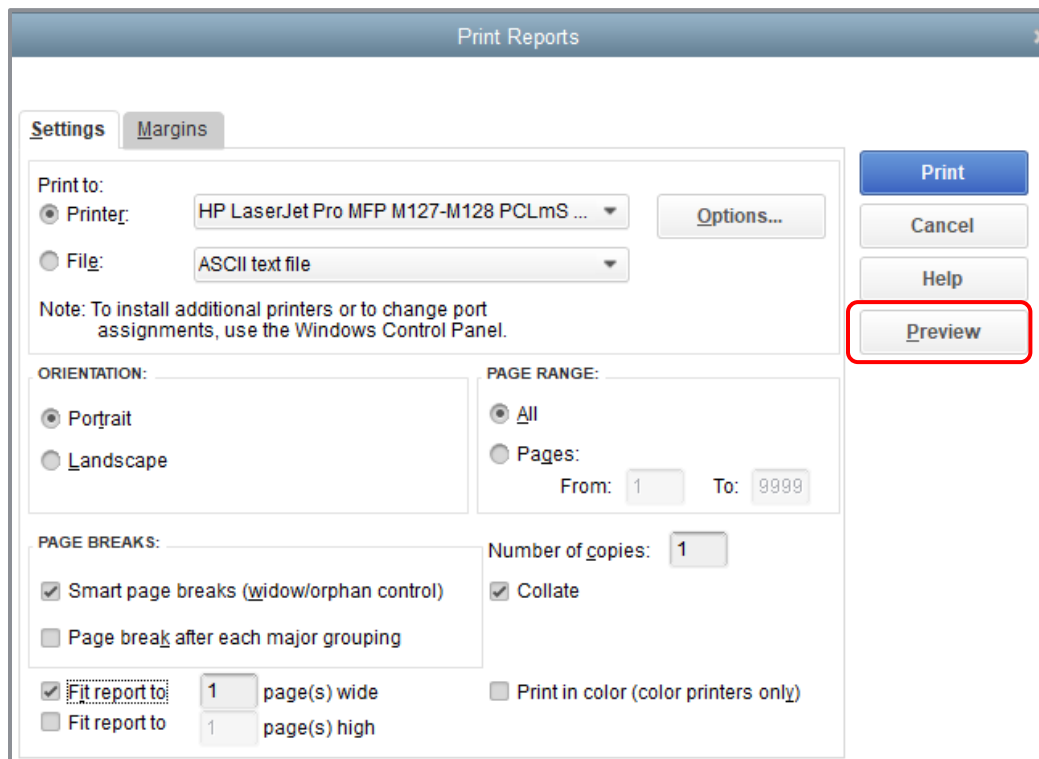 Print Reports
Settings Margins
Print to:
Printer: HP LaserJet Pro MFP M127-M128 PCLmS ... Options...
File: ASCII text file
Note: To install additional printers or to change port
assignments, use the Windows Control Panel.
Print
Cancel
Help
Preview
ORIENTATION:
Portrait
Landscape
PAGE RANGE:
All
Pages:
From: 1 To: 9999
PAGE BREAKS:
Smart page breaks (widow/orphan control)
Page break after each major grouping
Number of copies: 1
Collate
Fit report to 1 page(s) wide
Fit report to 1 page(s) high
Print in color (color printers only)